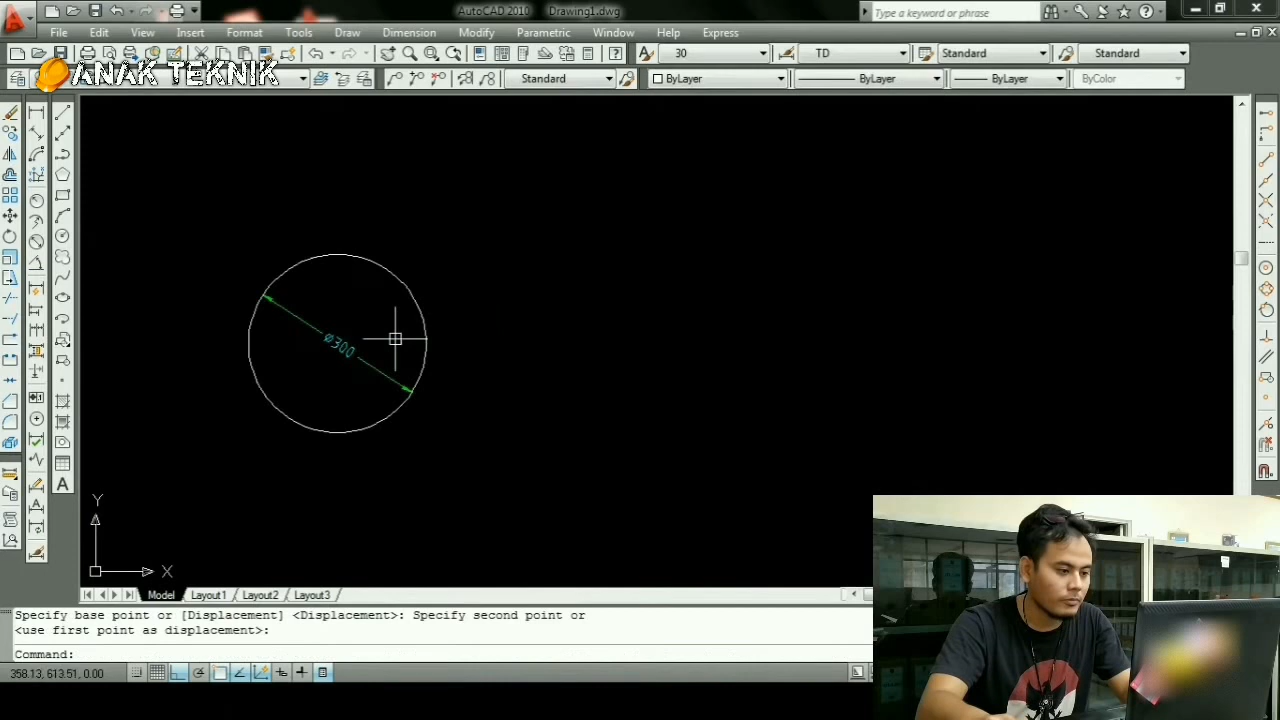 AutoCAD 2010 Drawing1.dwg Type a keyword or phrase
File Edit View Insert Format Tools Draw Dimension Modify Parametric Window Help Express
30 TD Standard Standard
ANAK TEKNIK Standard ByLayer ByLayer ByLayer ByColor
ø300
Y
X
Model Layout1 Layout2 Layout3
Specify base point or [Displacement] <Displacement>: Specify second point or
<use first point as displacement>:
Command:
358.13, 613.51, 0.00